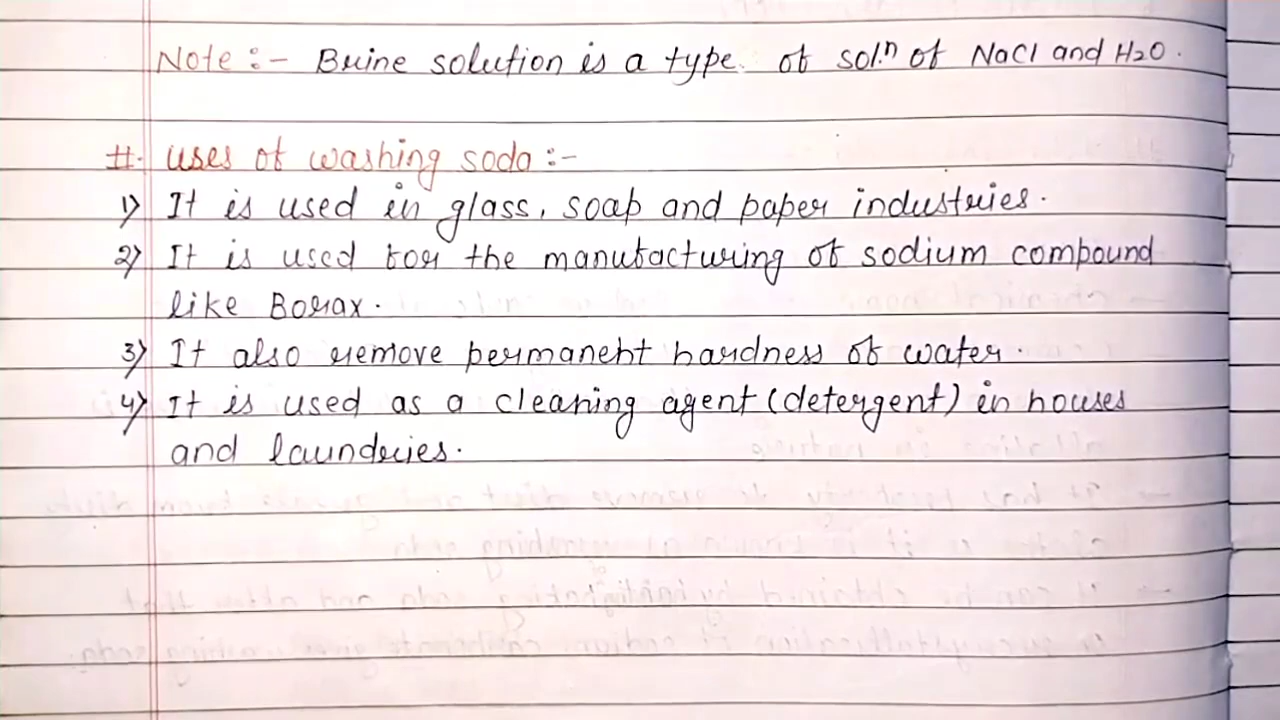 Note :- Brine solution is a type. of sol.n of NaCl and H2O.
#. uses of washing soda :-
1) It is used in glass, soap and paper industries.
2) It is used for the manufacturing of sodium compound
like Borax.
3) It also remove permanent hardness of water.
4) It is used as a cleaning agent (detergent) in houses
and laundries.